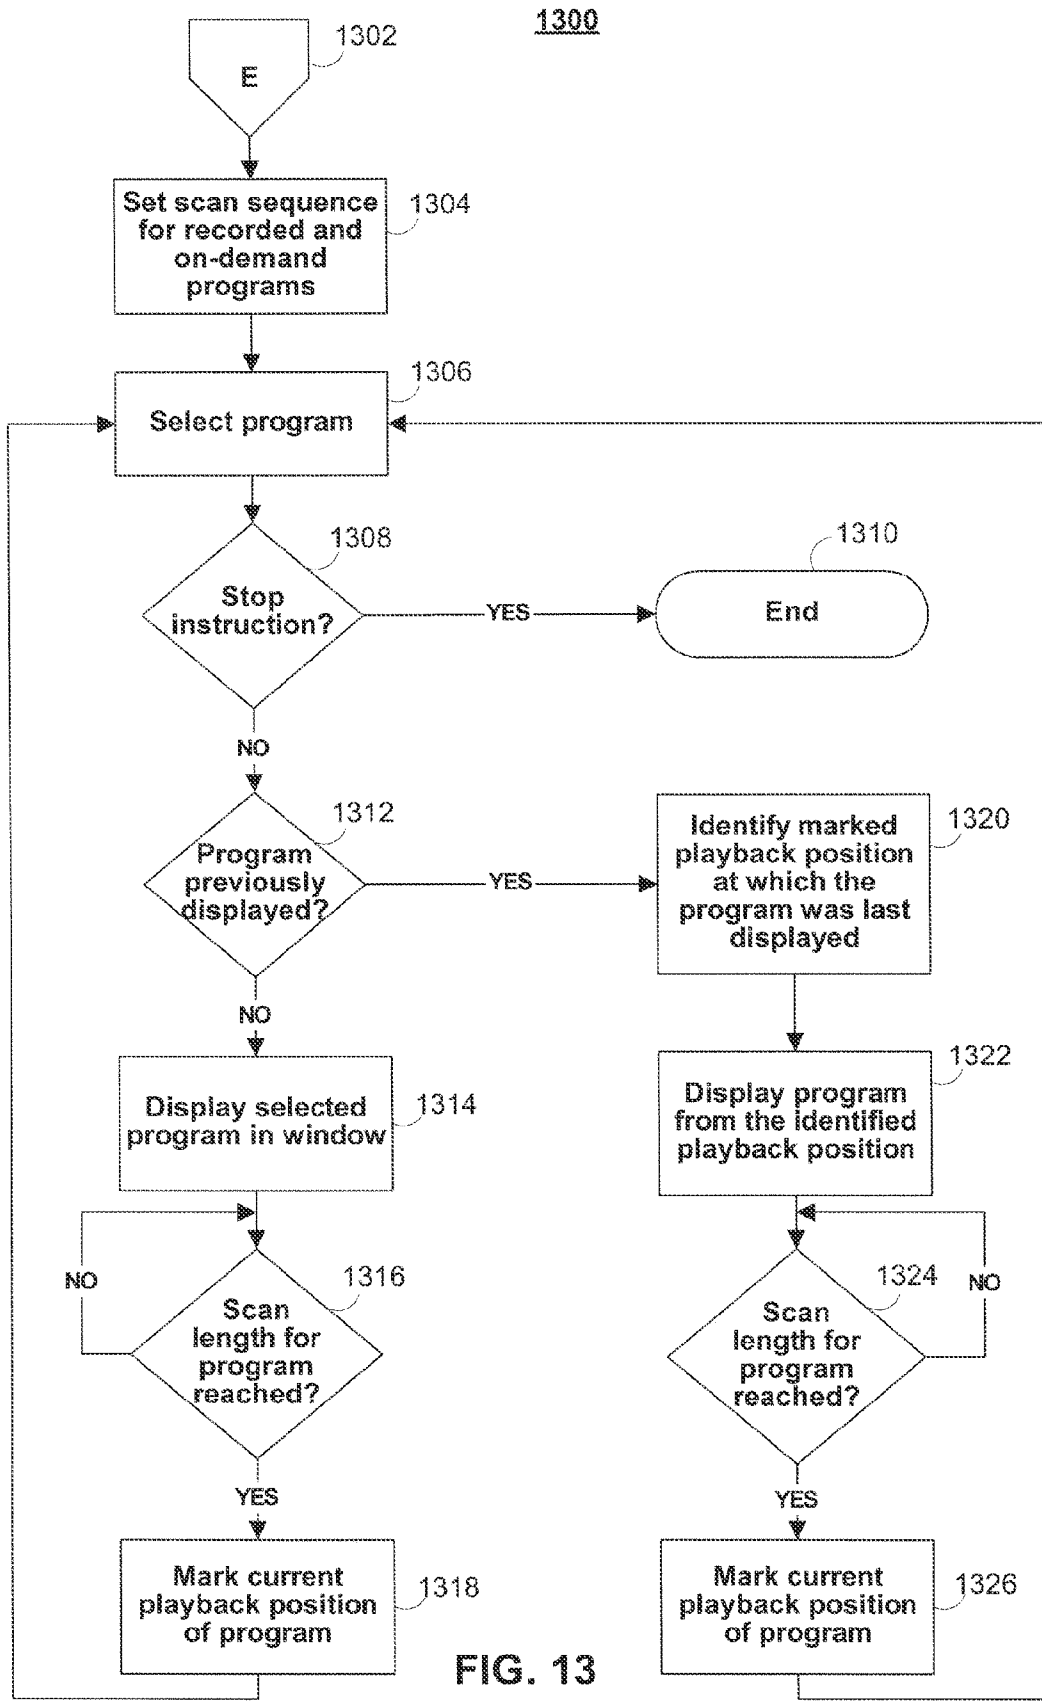 1300
1302
E
Set scan sequence
for recorded and
on-demand
programs
1304
1306
Select program
1308
Stop
instruction?
YES
1310
End
NO
1312
Program
previously
displayed?
YES
1320
Identify marked
playback position
at which the
program was last
displayed
NO
1314
Display selected
program in window
1322
Display program
from the identified
playback position
NO
1316
Scan
length for
program
reached?
1324
NO
Scan
length for
program
reached?
YES
YES
Mark current
playback position
of program
1318
Mark current
playback position
of program
1326
FIG. 13